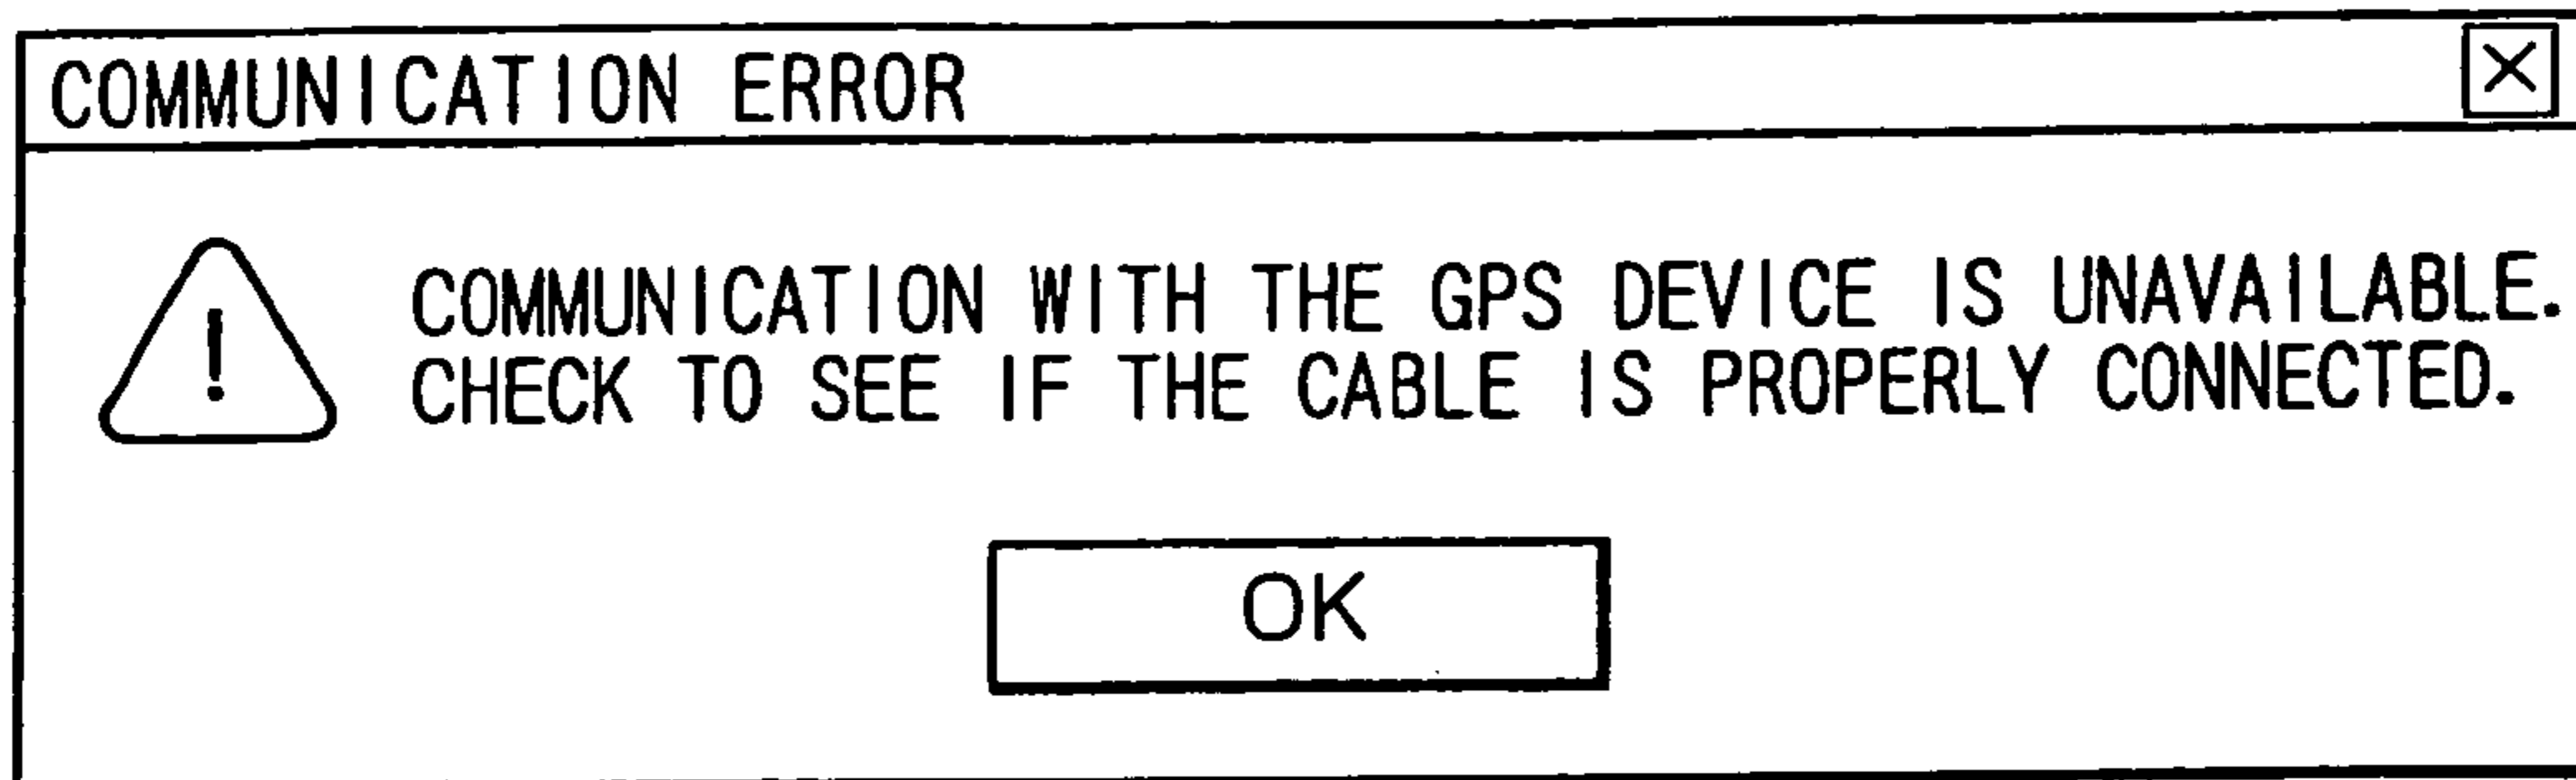 COMMUNICATION ERROR
COMMUNICATION WITH THE GPS DEVICE IS UNAVAILABLE.
CHECK TO SEE IF THE CABLE IS PROPERLY CONNECTED.
OK